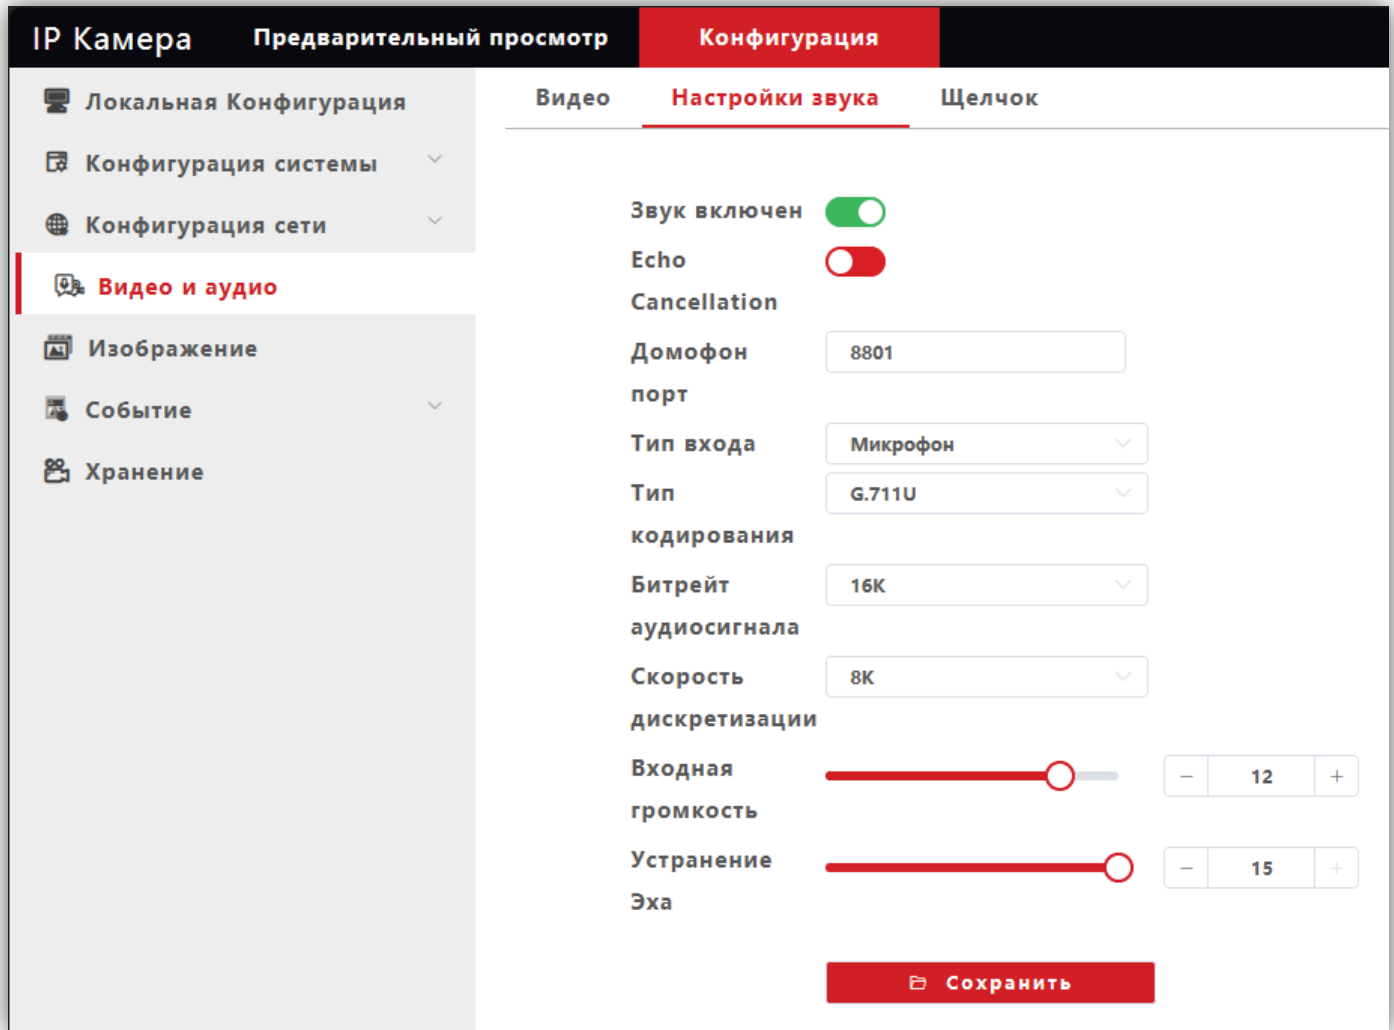 IP Камера
Предварительный просмотр
Конфигурация
Локальная Конфигурация
Конфигурация системы
Конфигурация сети
Видео и аудио
Изображение
Событие
Хранение
Видео
Настройки звука
Щелчок
Звук включен
Echo
Cancellation
Домофон
порт
8801
Тип входа
Микрофон
Тип
кодирования
G.711U
Битрейт
аудиосигнала
16K
Скорость
дискретизации
8K
Входная
громкость
− 12 +
Устранение
Эха
− 15 +
Сохранить